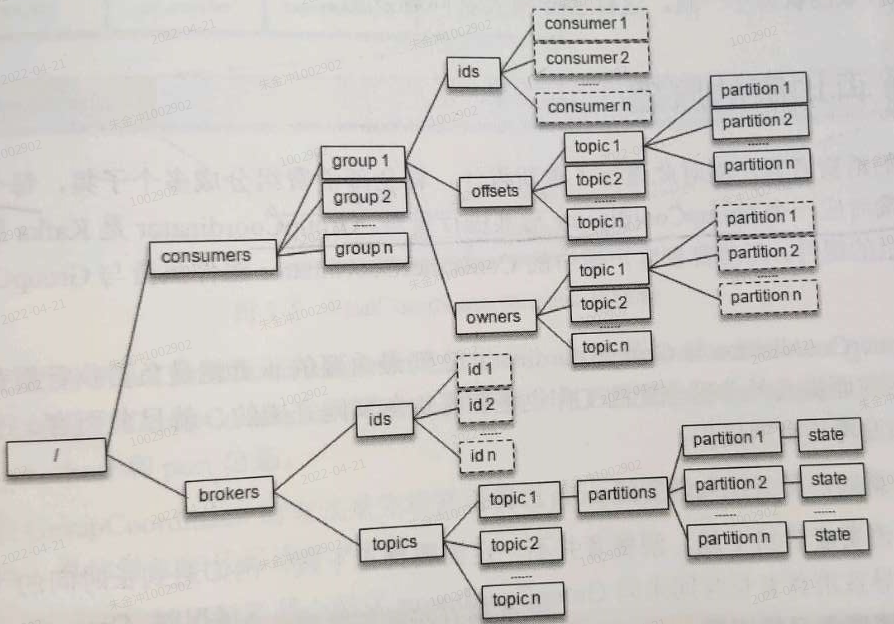 consumer 1
consumer 2
......
consumer n
ids
partition 1
partition 2
......
partition n
group 1
group 2
......
group n
offsets
topic 1
topic 2
......
topic n
partition 1
partition 2
......
partition n
consumers
owners
topic 1
topic 2
......
topic n
/
ids
id 1
id 2
......
id n
brokers
topics
topic 1
topic 2
......
topic n
partitions
partition 1
state
partition 2
state
......
......
partition n
state
2022-04-21
1002902